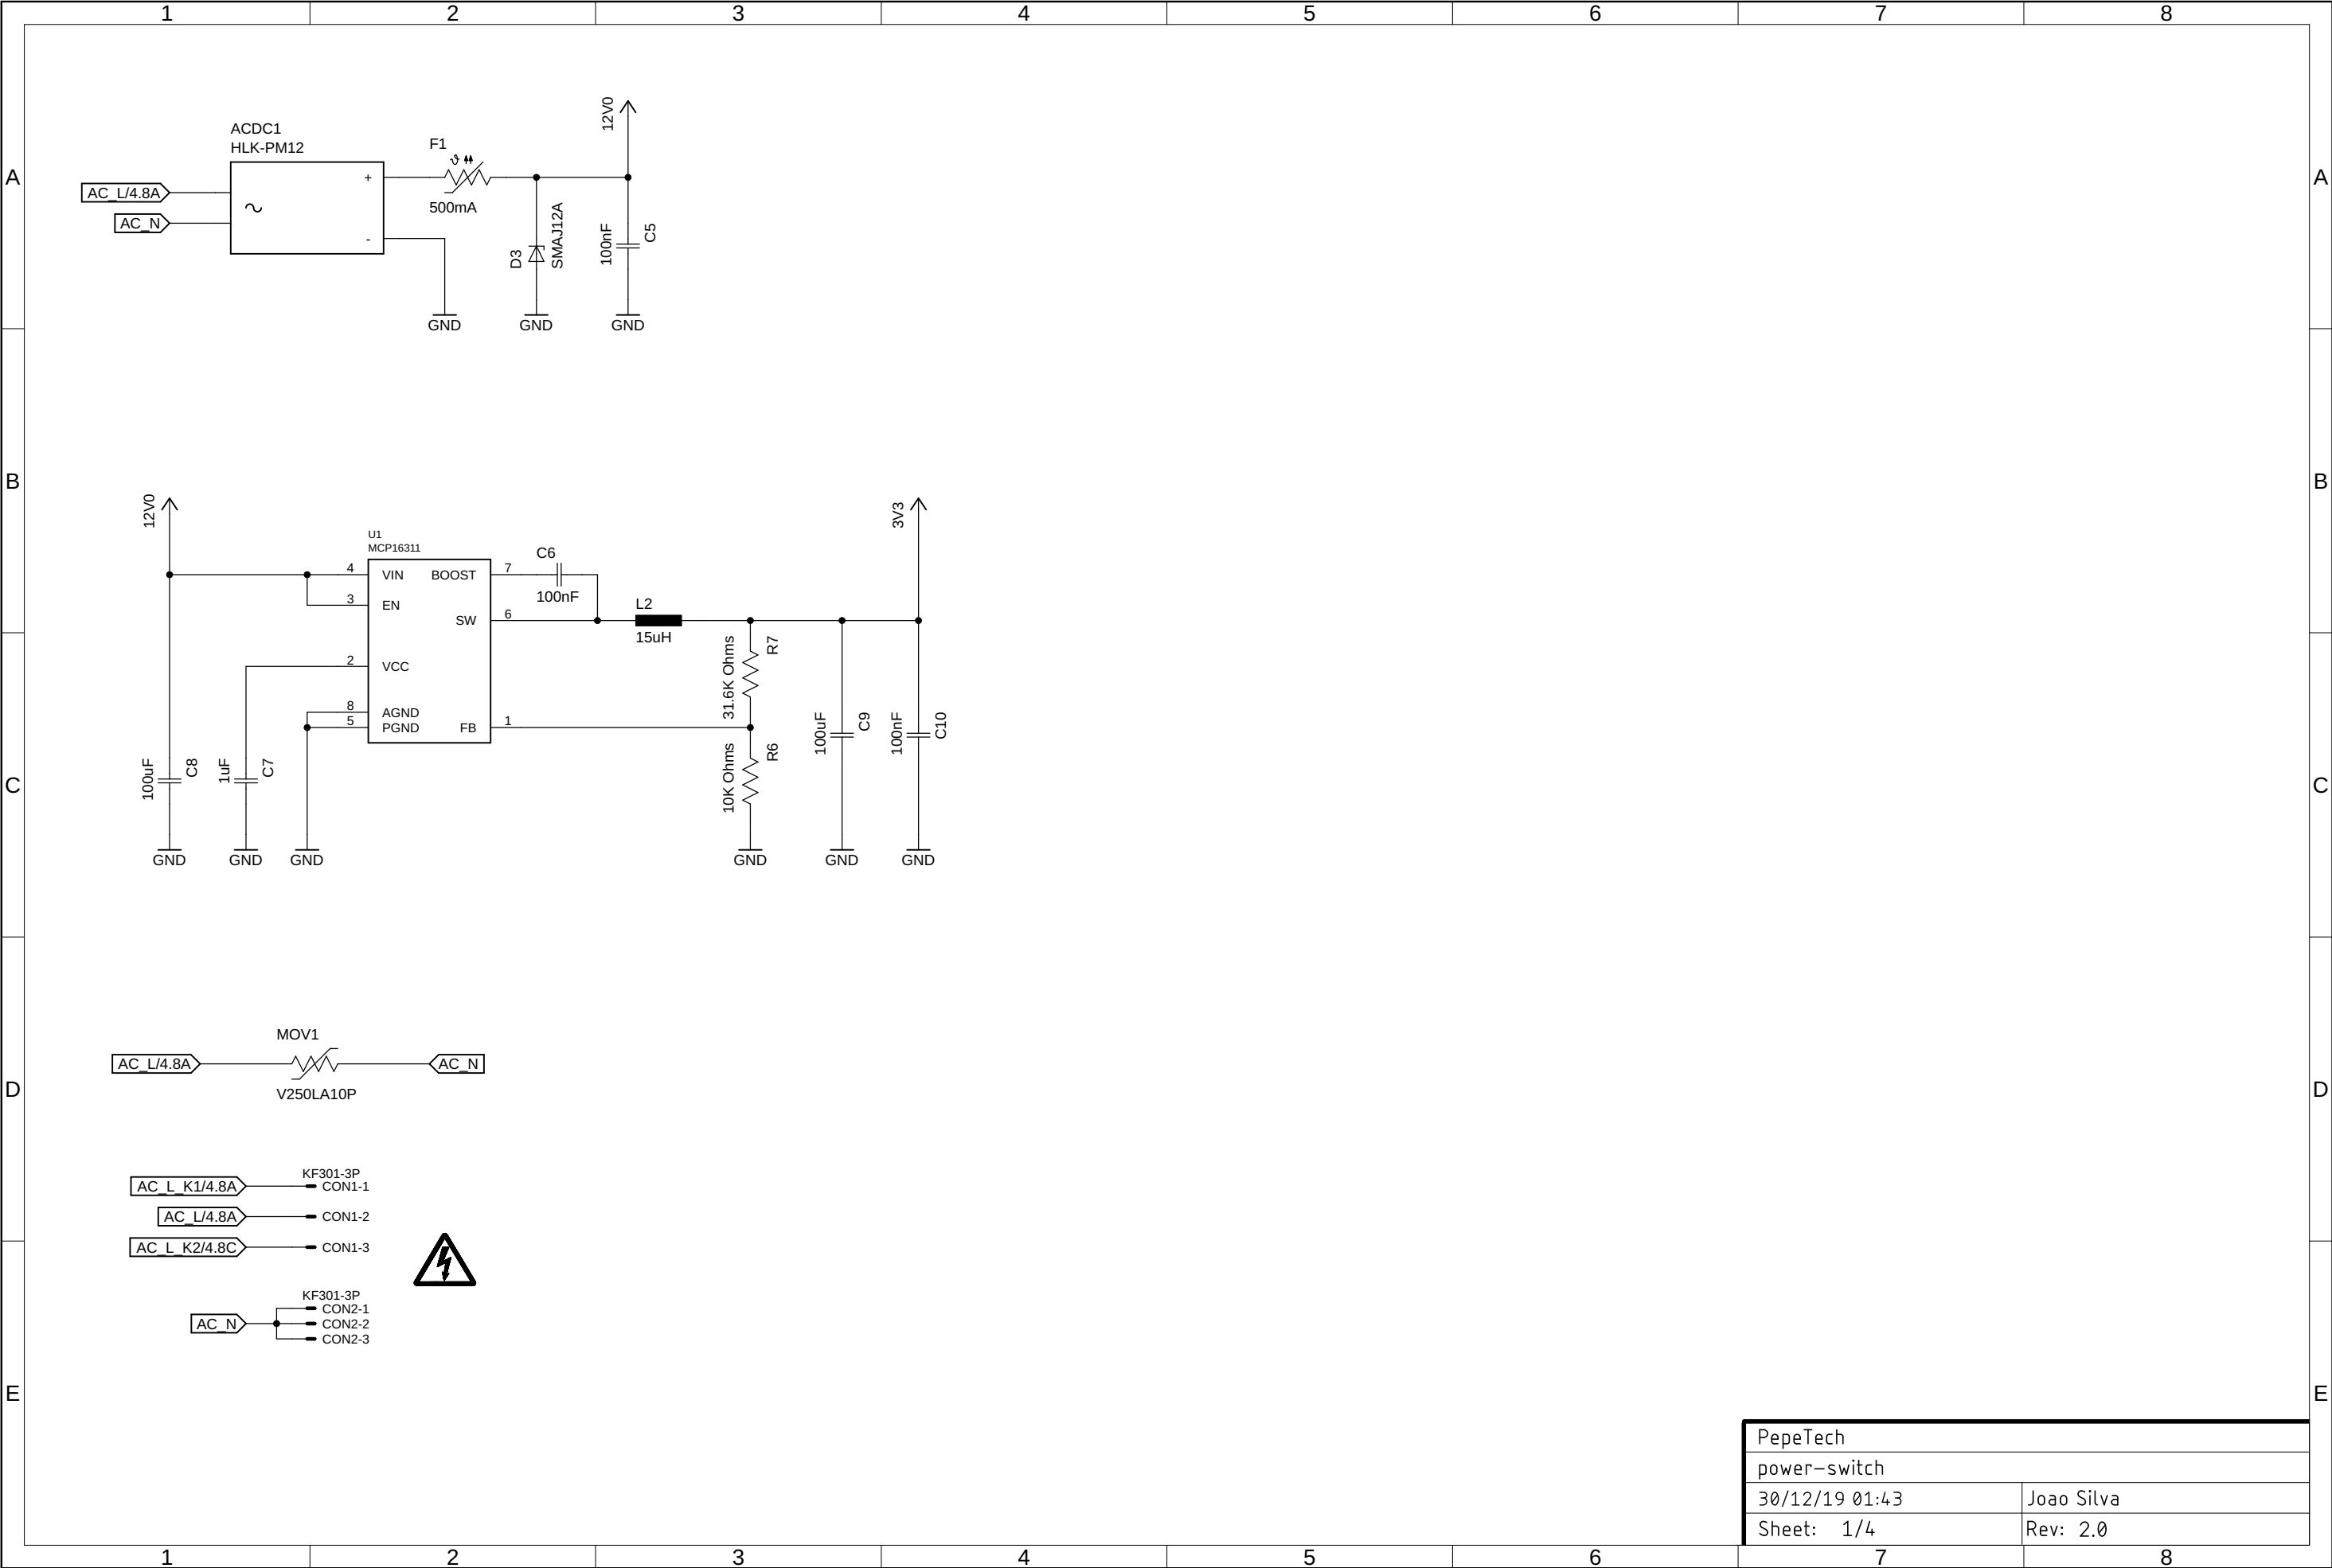 1 2 3 4 5 6 7 8
A A
B B
C C
D D
E E
ACDC1
HLK-PM12
AC_L/4.8A
AC_N
+
-
F1
500mA
12V0
D3
SMAJ12A
100nF
C5
GND GND GND
12V0
U1
MCP16311
4 VIN
3 EN
2 VCC
8 AGND
5 PGND
BOOST 7
SW 6
FB 1
C6
100nF
L2
15uH
3V3
31.6K Ohms
R7
10K Ohms
R6
100uF
C9
100nF
C10
100uF
C8
1uF
C7
GND GND GND GND GND GND
MOV1
AC_L/4.8A
AC_N
V250LA10P
KF301-3P
AC_L_K1/4.8A CON1-1
AC_L/4.8A CON1-2
AC_L_K2/4.8C CON1-3
KF301-3P
CON2-1
AC_N CON2-2
CON2-3
PepeTech
power-switch
30/12/19 01:43 Joao Silva
Sheet: 1/4 Rev: 2.0
1 2 3 4 5 6 7 8